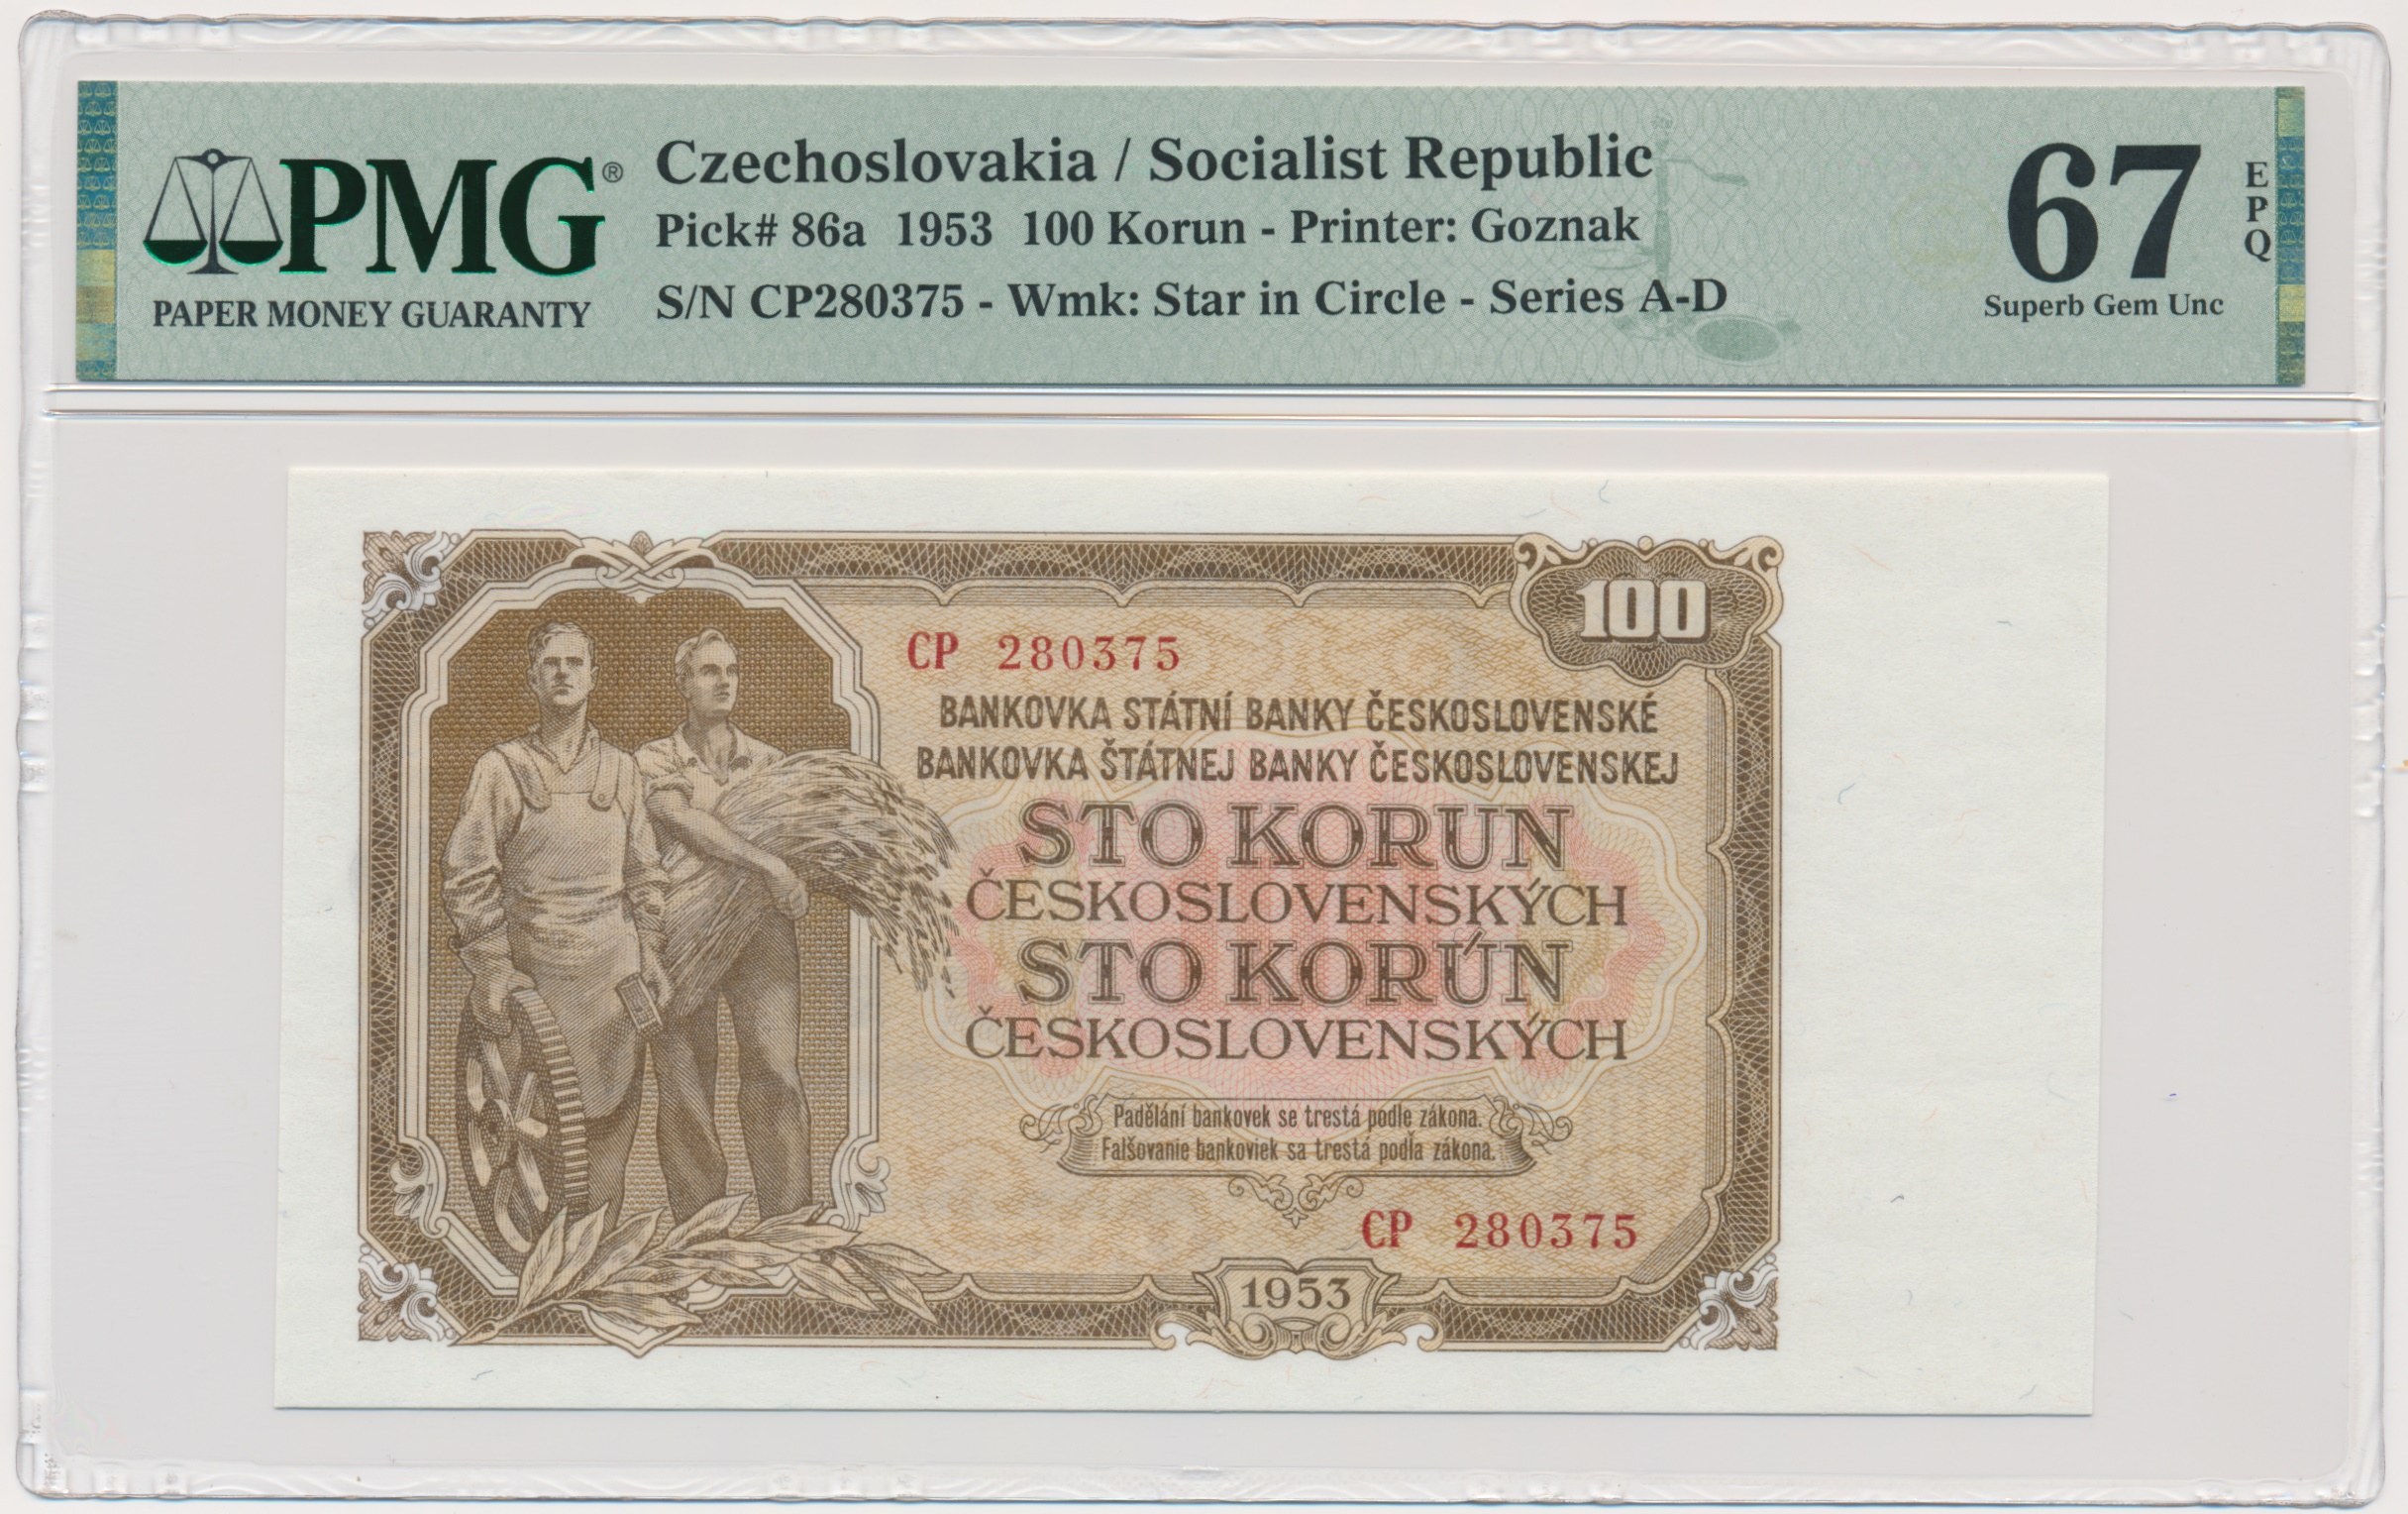 PMG®
PAPER MONEY GUARANTY
Czechoslovakia / Socialist Republic
Pick# 86a 1953 100 Korun - Printer: Goznak
S/N CP280375 - Wmk: Star in Circle - Series A-D
67
EPQ
Superb Gem Unc
100
CP 280375
BANKOVKA STÁTNÍ BANKY ČESKOSLOVENSKÉ
BANKOVKA ŠTÁTNEJ BANKY ČESKOSLOVENSKEJ
STO KORUN
ČESKOSLOVENSKÝCH
STO KORÚN
ČESKOSLOVENSKÝCH
Padělání bankovek se trestá podle zákona.
Falšovanie bankoviek sa trestá podľa zákona.
CP 280375
1953